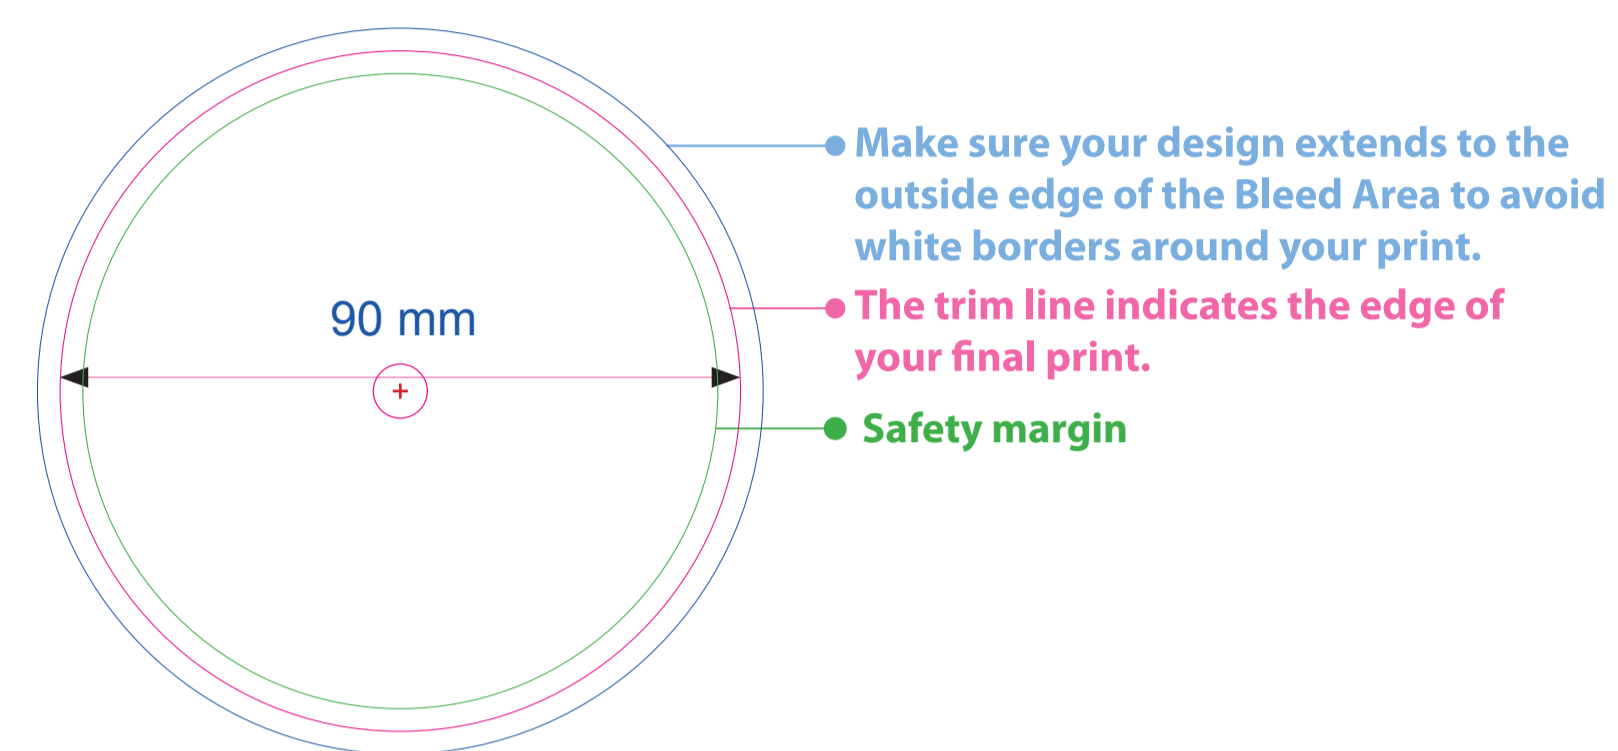 Make sure your design extends to the
outside edge of the Bleed Area to avoid
white borders around your print.
90 mm
The trim line indicates the edge of
your final print.
Safety margin